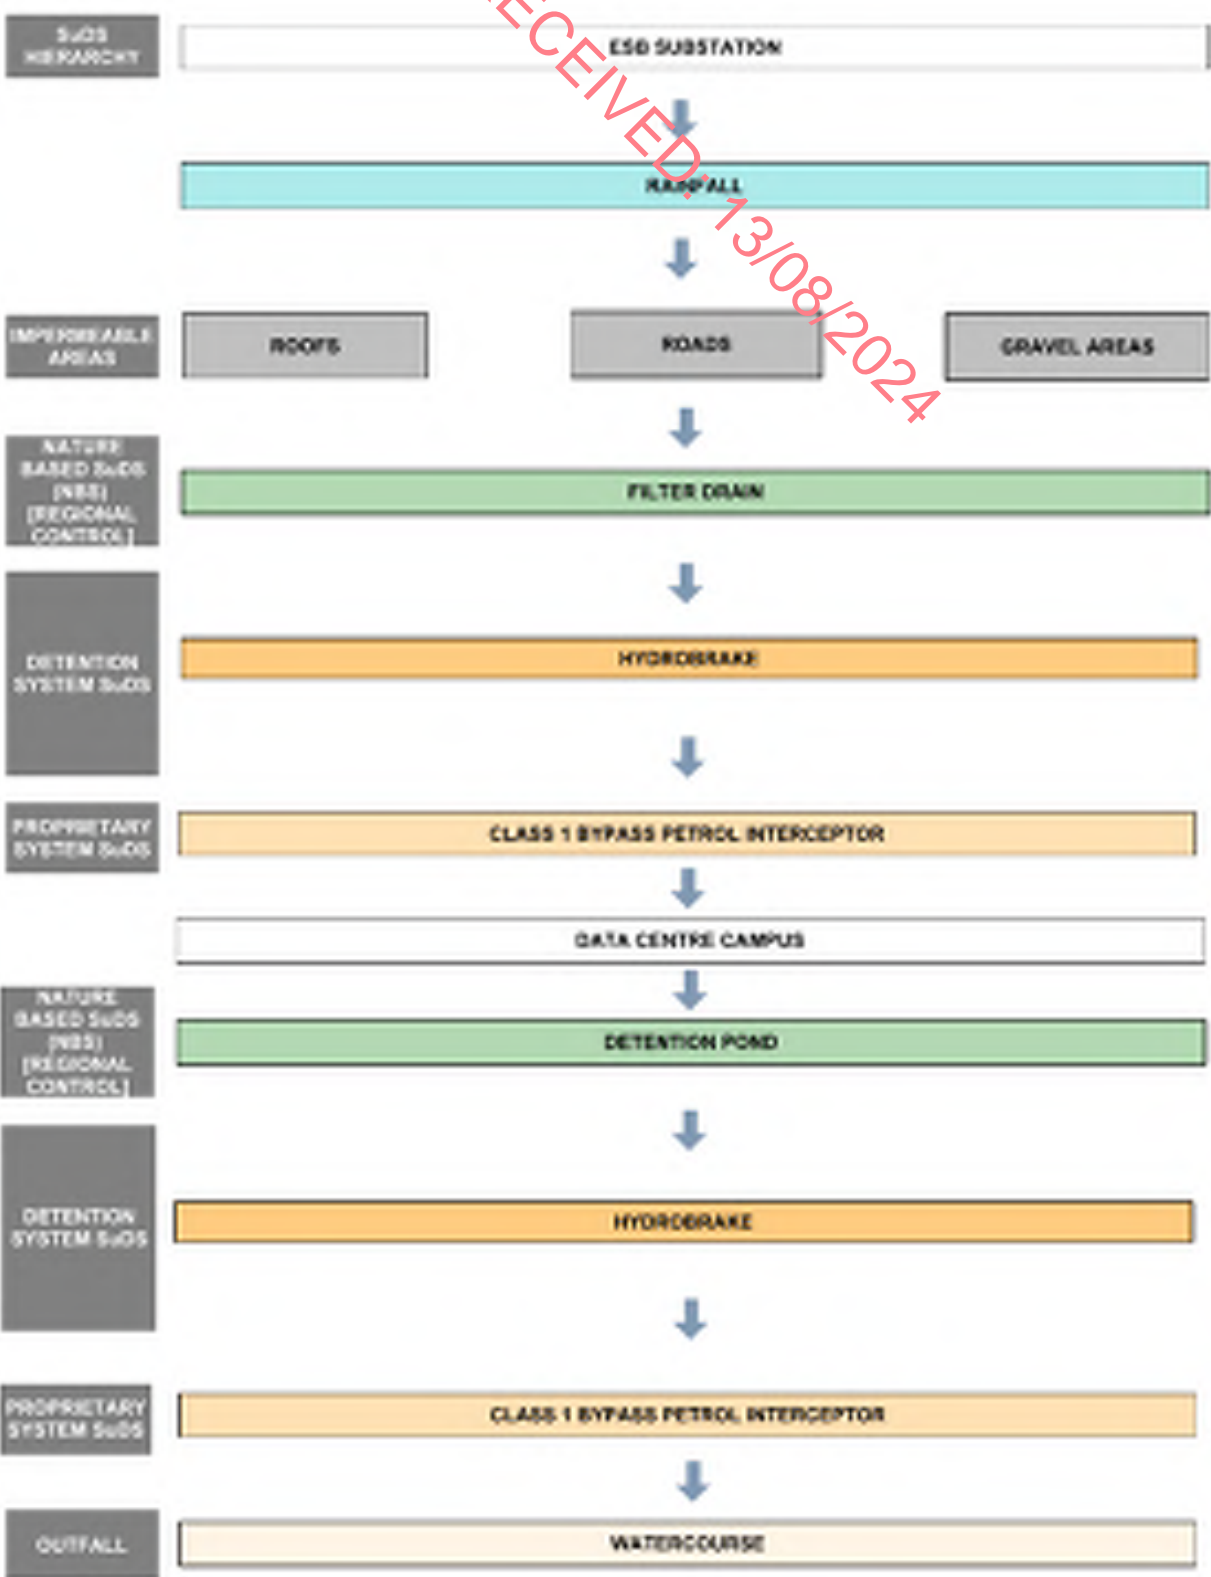 SuDS
HIERARCHY
ESB SUBSTATION
RAINFALL
IMPERMEABLE
AREAS
ROOFS
ROADS
GRAVEL AREAS
NATURE
BASED SuDS
(NBS)
[REGIONAL
CONTROL]
FILTER DRAIN
DETENTION
SYSTEM SuDS
HYDROBRAKE
PROPRIETARY
SYSTEM SuDS
CLASS 1 BYPASS PETROL INTERCEPTOR
DATA CENTRE CAMPUS
NATURE
BASED SuDS
(NBS)
[REGIONAL
CONTROL]
DETENTION POND
DETENTION
SYSTEM SuDS
HYDROBRAKE
PROPRIETARY
SYSTEM SuDS
CLASS 1 BYPASS PETROL INTERCEPTOR
OUTFALL
WATERCOURSE
ECEIVED: 13/08/2024